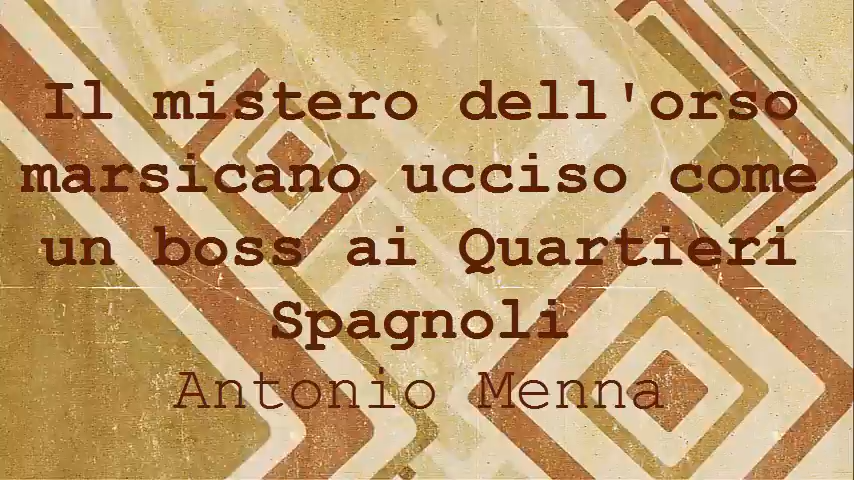 Il mistero dell'orso
marsicano ucciso come
un boss ai Quartieri
Spagnoli
Antonio Menna